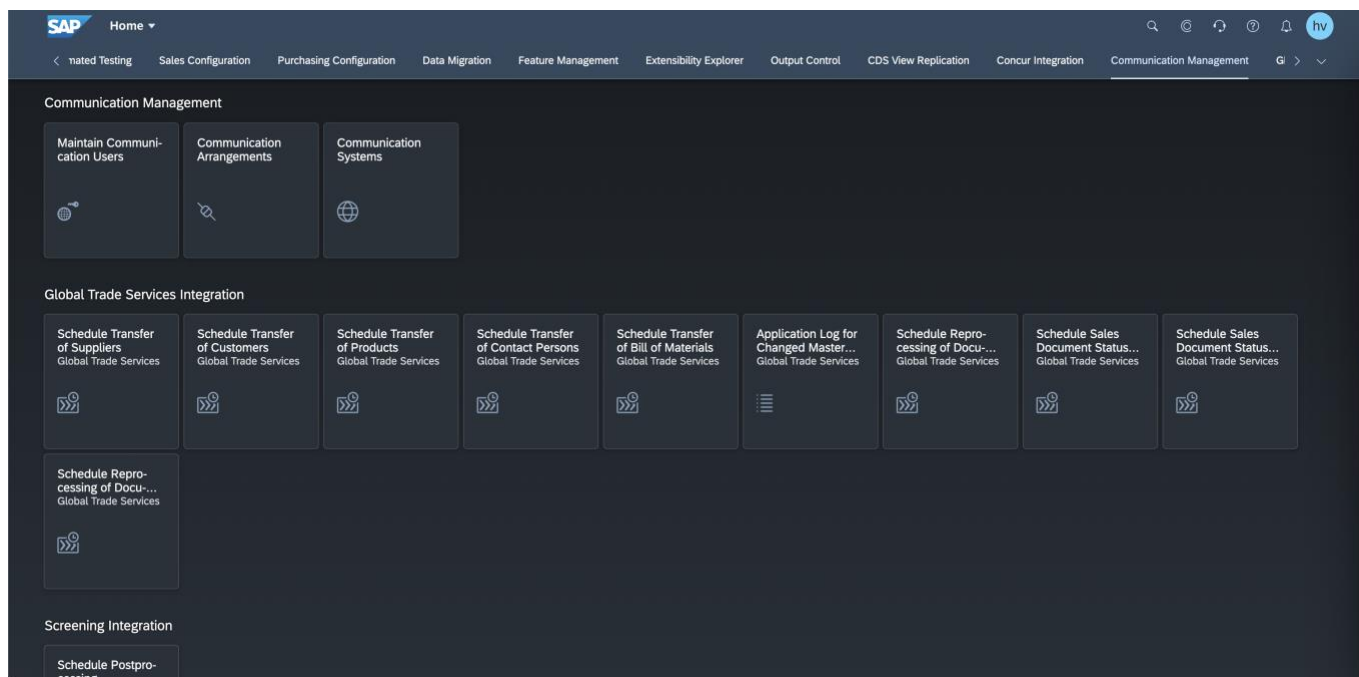 SAP Home
hv
nated Testing Sales Configuration Purchasing Configuration Data Migration Feature Management Extensibility Explorer Output Control CDS View Replication Concur Integration Communication Management
Communication Management
Maintain Communi-
cation Users
Communication
Arrangements
Communication
Systems
Global Trade Services Integration
Schedule Transfer
of Suppliers
Global Trade Services
Schedule Transfer
of Customers
Global Trade Services
Schedule Transfer
of Products
Global Trade Services
Schedule Transfer
of Contact Persons
Global Trade Services
Schedule Transfer
of Bill of Materials
Global Trade Services
Application Log for
Changed Master...
Global Trade Services
Schedule Repro-
cessing of Docu-...
Global Trade Services
Schedule Sales
Document Status...
Global Trade Services
Schedule Sales
Document Status...
Global Trade Services
Schedule Repro-
cessing of Docu-...
Global Trade Services
Screening Integration
Schedule Postpro-